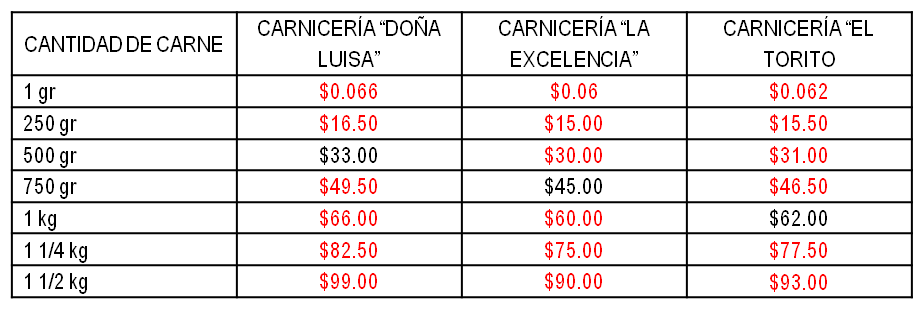 CANTIDAD DE CARNE CARNICERÍA “DOÑA LUISA” CARNICERÍA “LA EXCELENCIA” CARNICERÍA “EL TORITO
1 gr $0.066 $0.06 $0.062
250 gr $16.50 $15.00 $15.50
500 gr $33.00 $30.00 $31.00
750 gr $49.50 $45.00 $46.50
1 kg $66.00 $60.00 $62.00
1 1/4 kg $82.50 $75.00 $77.50
1 1/2 kg $99.00 $90.00 $93.00